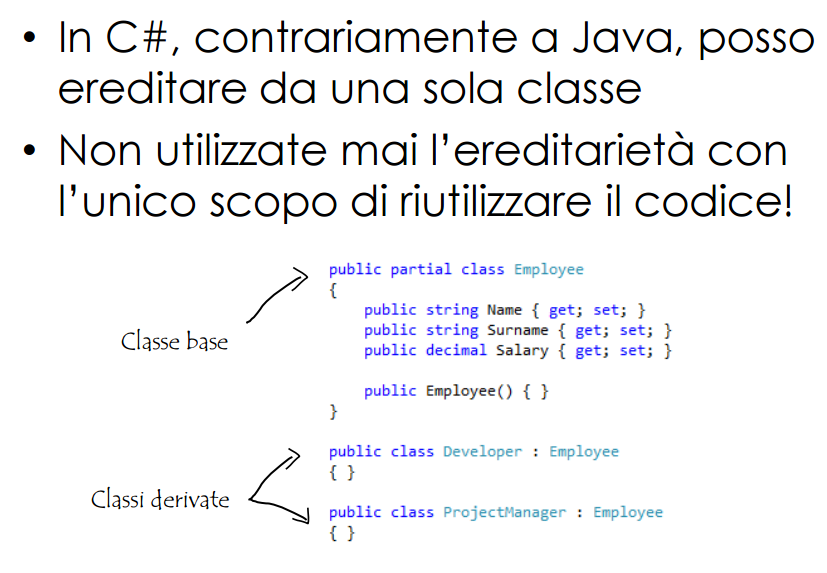 • In C#, contrariamente a Java, posso
ereditare da una sola classe
• Non utilizzate mai l'ereditarietà con
l'unico scopo di riutilizzare il codice!
public partial class Employee
{
public string Name { get; set; }
public string Surname { get; set; }
public decimal Salary { get; set; }
Classe base
public Employee() { }
}
public class Developer : Employee
{ }
Classi derivate
public class ProjectManager : Employee
{ }